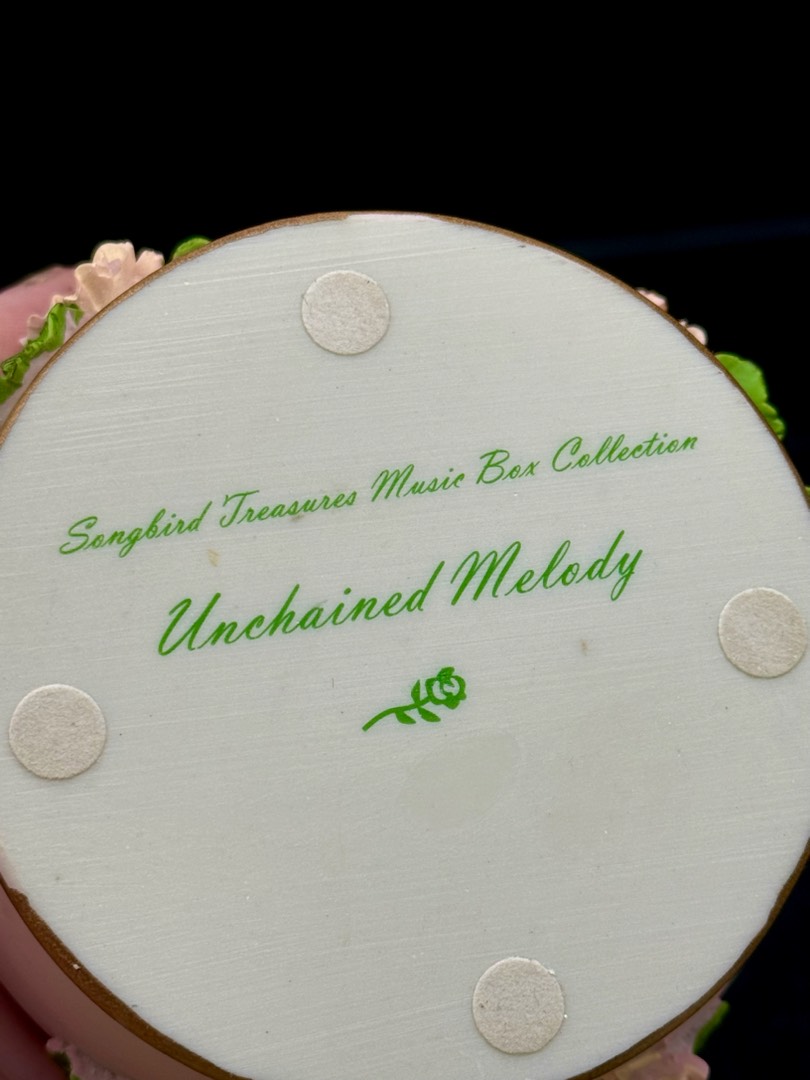 Songbird Treasures Music Box Collection
Unchained Melody